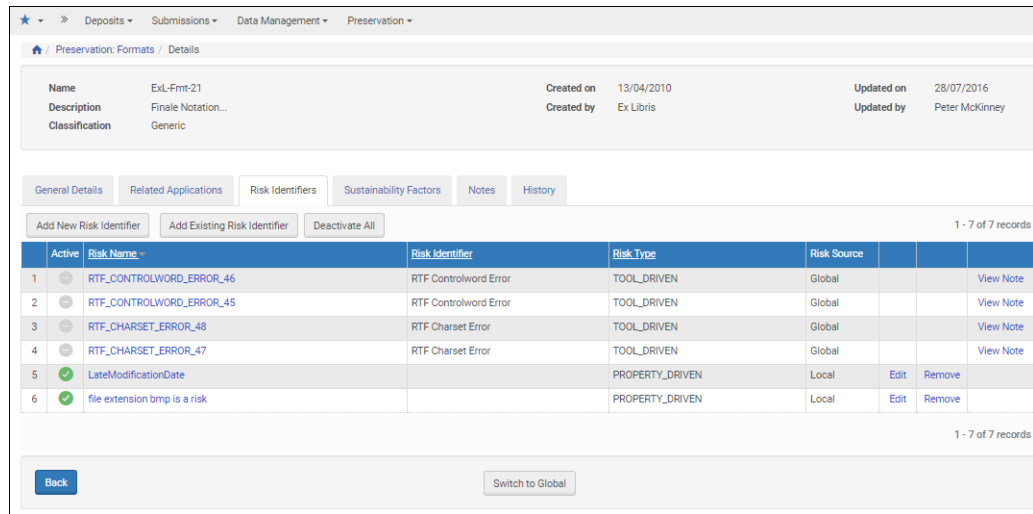 Deposits Submissions Data Management Preservation
/ Preservation: Formats / Details
Name ExL-Fmt-21 Created on 13/04/2010 Updated on 28/07/2016
Description Finale Notation... Created by Ex Libris Updated by Peter McKinney
Classification Generic
General Details Related Applications Risk Identifiers Sustainability Factors Notes History
Add New Risk Identifier Add Existing Risk Identifier Deactivate All 1 - 7 of 7 records
Active Risk Name Risk Identifier Risk Type Risk Source
1 RTF_CONTROLWORD_ERROR_46 RTF Controlword Error TOOL_DRIVEN Global View Note
2 RTF_CONTROLWORD_ERROR_45 RTF Controlword Error TOOL_DRIVEN Global View Note
3 RTF_CHARSET_ERROR_48 RTF Charset Error TOOL_DRIVEN Global View Note
4 RTF_CHARSET_ERROR_47 RTF Charset Error TOOL_DRIVEN Global View Note
5 LateModificationDate PROPERTY_DRIVEN Local Edit Remove
6 file extension bmp is a risk PROPERTY_DRIVEN Local Edit Remove
1 - 7 of 7 records
Back Switch to Global